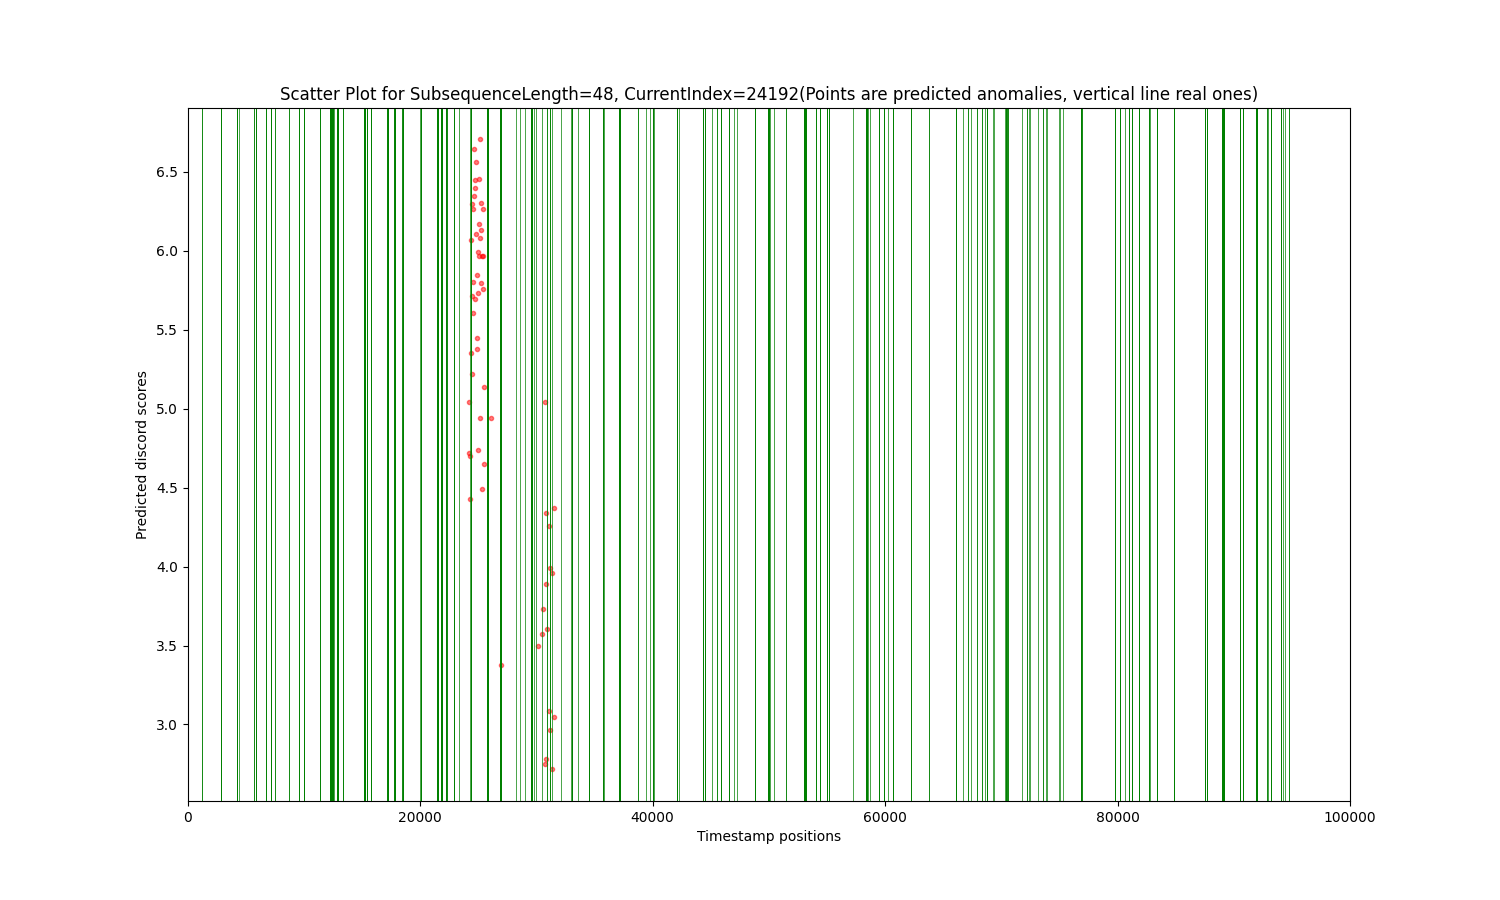 Scatter Plot for SubsequenceLength=48, CurrentIndex=24192(Points are predicted anomalies, vertical line real ones)
6.5
6.0
5.5
5.0
4.5
4.0
3.5
3.0
Predicted discord scores
0 20000 40000 60000 80000 100000
Timestamp positions